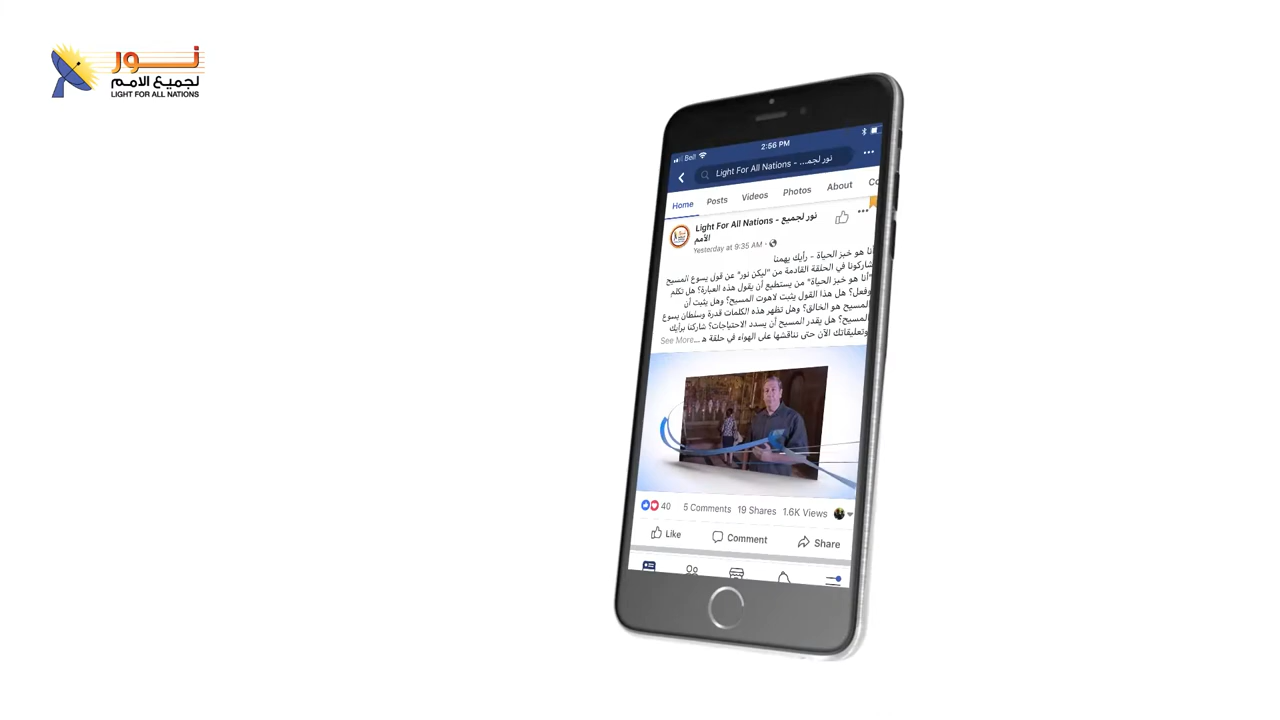 نور
لجميع الامم
LIGHT FOR ALL NATIONS
Bell
2:56 PM
Light For All Nations - ...نور لجمـ
Home Posts Videos Photos About Co
Light For All Nations - نور لجميع
الأمم
Yesterday at 9:35 AM
أنا هو خبز الحياة - رأيك يهمنا
شاركونا في الحلقة القادمة من "ليكن نور" عن قول يسوع المسيح
"أنا هو خبز الحياة" من يستطيع أن يقول هذه العبارة؟ هل تكلم
وفعل؟ هل هذا القول يثبت لاهوت المسيح؟ وهل يثبت أن
المسيح هو الخالق؟ وهل تظهر هذه الكلمات قدرة وسلطان يسوع
المسيح؟ هل يقدر المسيح أن يسدد الاحتياجات؟ شاركنا برأيك
وتعليقاتك الآن حتى نناقشها على الهواء في حلقة هـ ...See More
40 5 Comments 19 Shares 1.6K Views
Like Comment Share